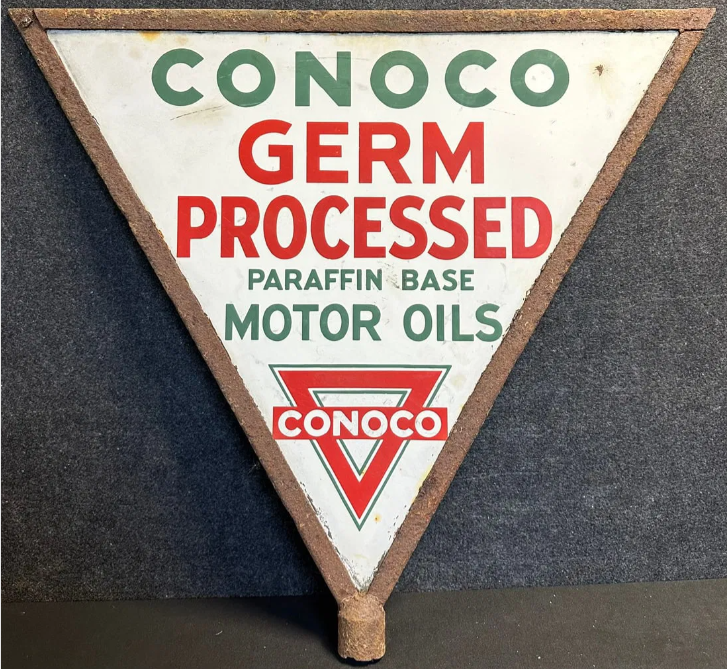 CONOCO
GERM
PROCESSED
PARAFFIN BASE
MOTOR OILS
CONOCO